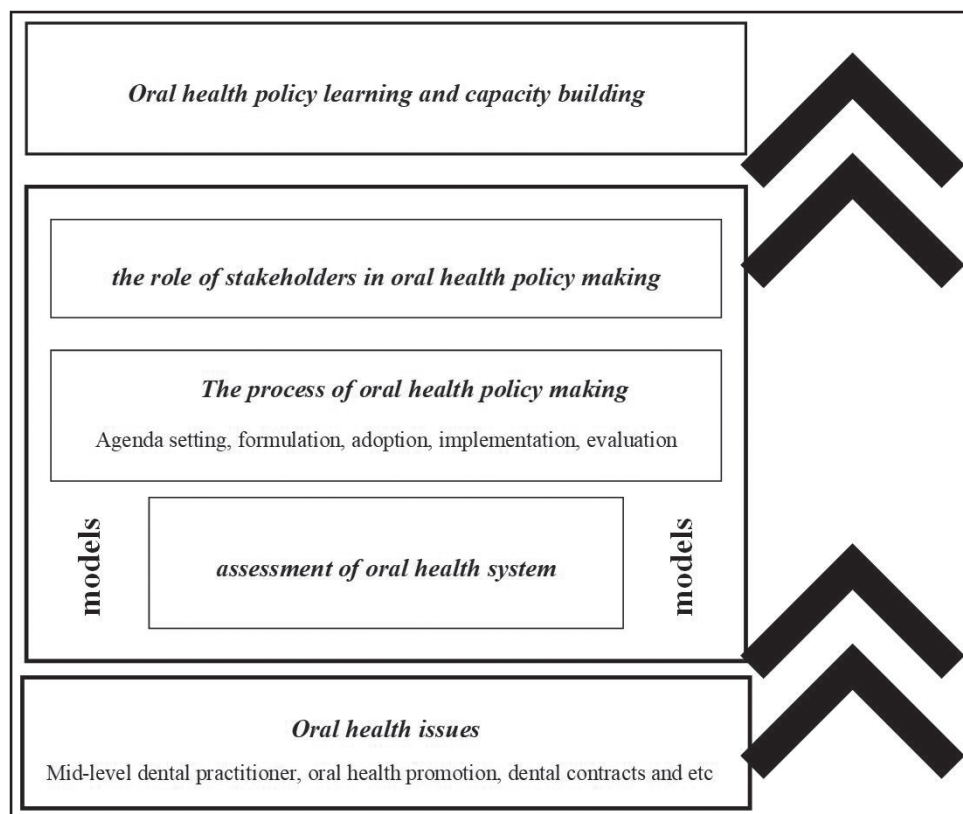 Oral health policy learning and capacity building
the role of stakeholders in oral health policy making
The process of oral health policy making
Agenda setting, formulation, adoption, implementation, evaluation
models
assessment of oral health system
models
Oral health issues
Mid-level dental practitioner, oral health promotion, dental contracts and etc